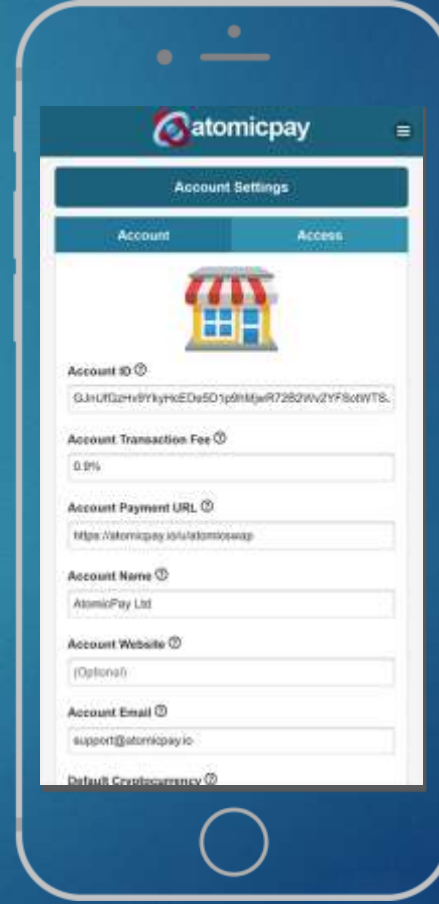 atomicpay
Account Settings
Account Access
Account ID
Account Transaction Fee
0.9%
Account Payment URL
https://atomicpay.io/u/atomicswap
Account Name
AtomicPay Ltd
Account Website
(Optional)
Account Email
support@atomicpay.io
Default Cryptocurrency